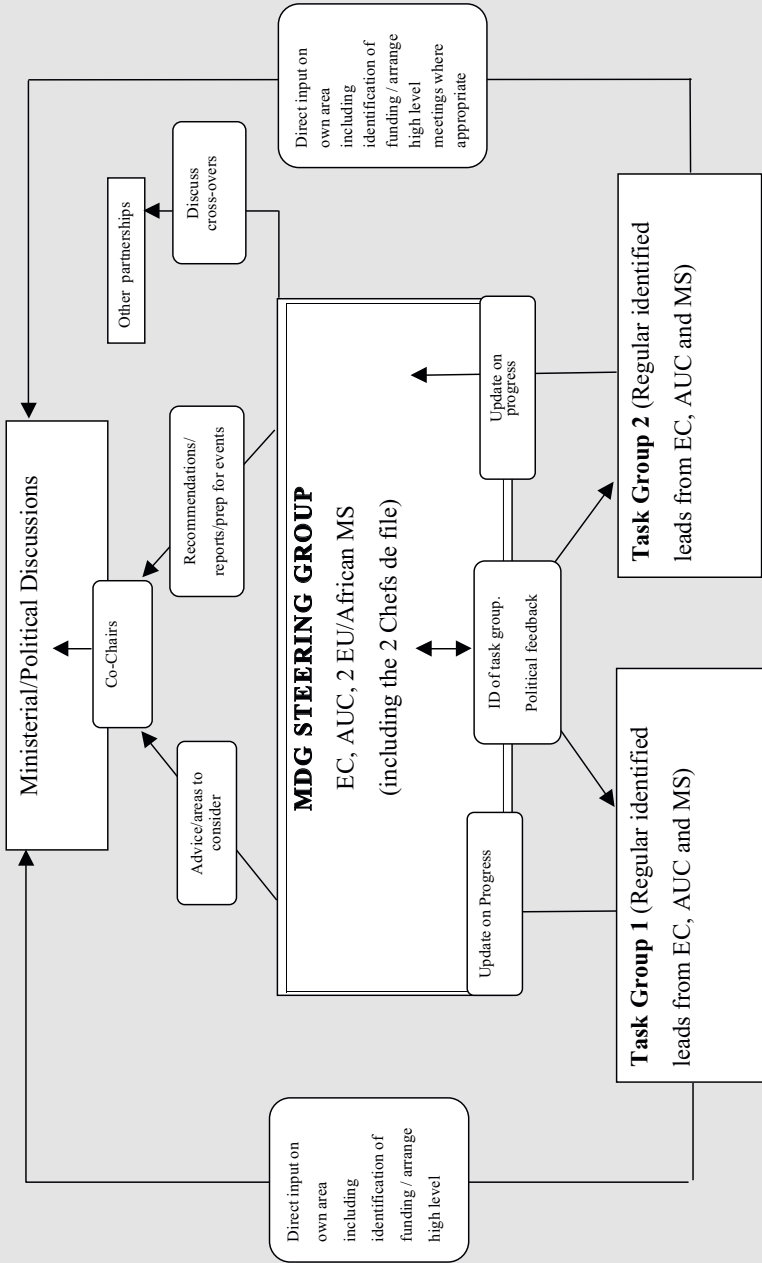 Ministerial/Political Discussions
Co-Chairs
Other partnerships
Advice/areas to
consider
Recommendations/
reports/prep for events
Discuss
cross-overs
Direct input on
own area
including
identification of
funding / arrange
high level
MDG STEERING GROUP
EC, AUC, 2 EU/African MS
(including the 2 Chefs de file)
Direct input on
own area
including
identification of
funding / arrange
high level
meetings where
appropriate
Update on Progress
ID of task group.
Political feedback
Update on
progress
Task Group 1 (Regular identified
leads from EC, AUC and MS)
Task Group 2 (Regular identified
leads from EC, AUC and MS)